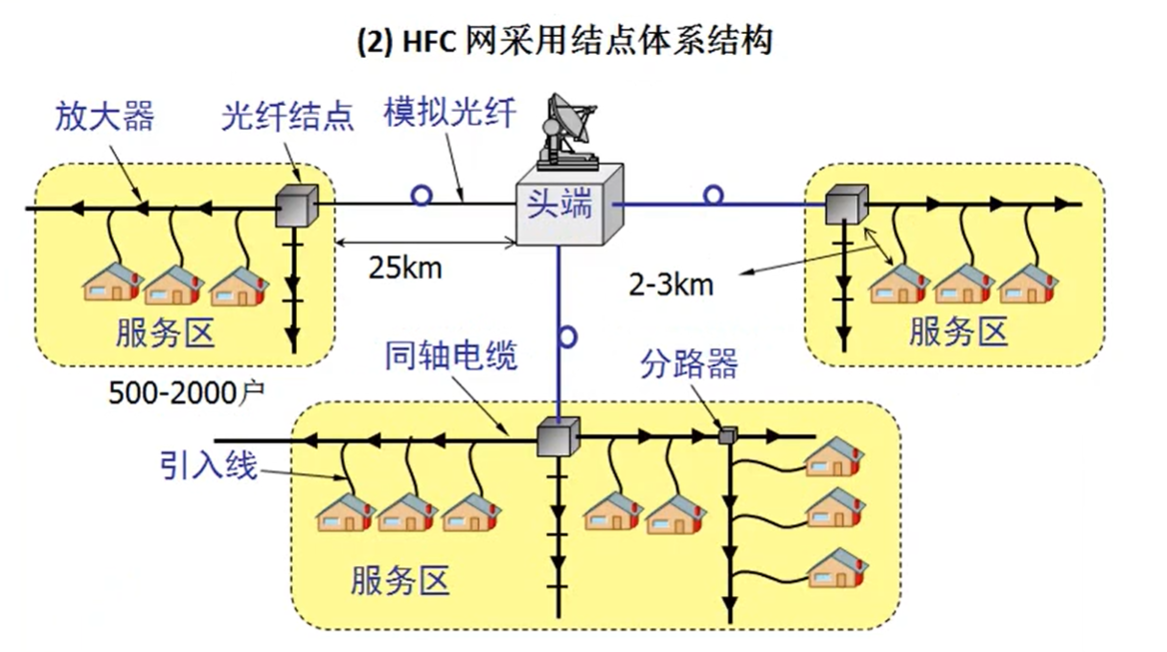 (2) HFC 网采用结点体系结构
放大器
光纤结点
模拟光纤
头端
25km
2-3km
服务区
服务区
500-2000户
同轴电缆
分路器
引入线
服务区